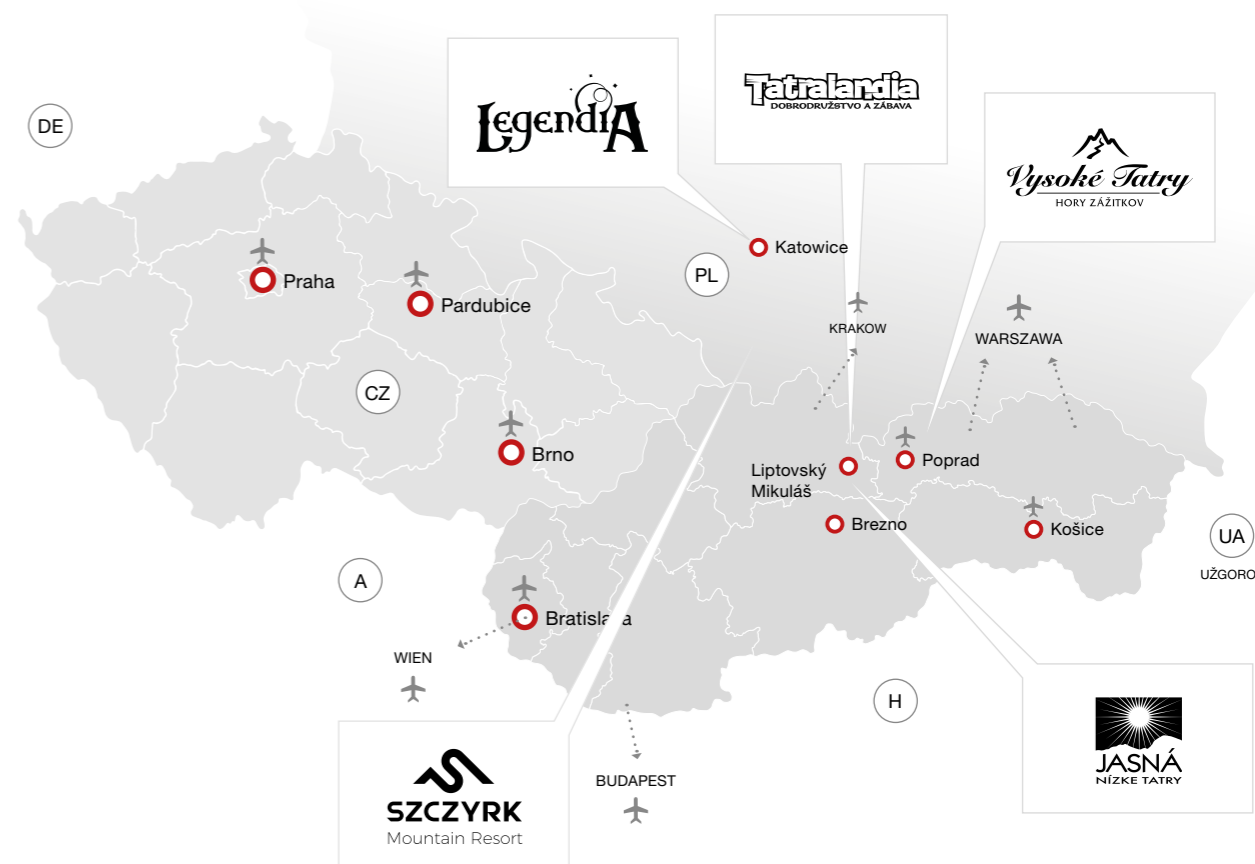 Tatralandia
DOBRODRUŽSTVO A ZÁBAVA
LegendiA
DE
Vysoké Tatry
HORY ZÁŽITKOV
Katowice
PL
Praha
Pardubice
KRAKOW
WARSZAWA
CZ
Brno
Poprad
Liptovský
Mikuláš
Brezno
Košice
UA
UŽGORO
A
Bratislava
WIEN
H
JASNÁ
NÍZKE TATRY
BUDAPEST
SZCZYRK
Mountain Resort